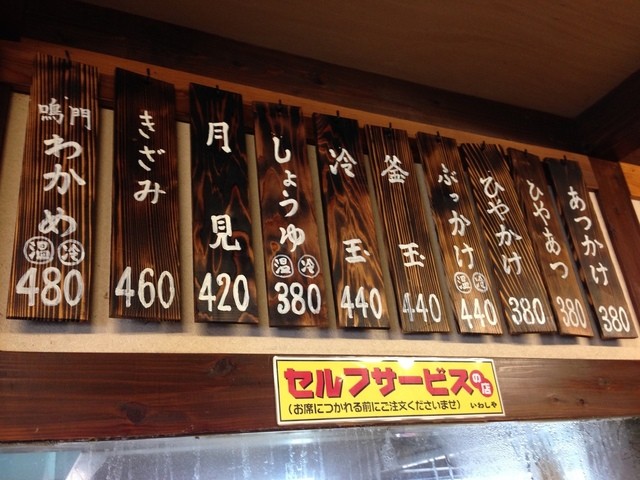 あつかけ
380
ひやあつ
380
ひやかけ
380
ぶっかけ
温 冷
440
釜玉
440
冷玉
440
しょうゆ
温 冷
380
月見
420
きざみ
460
鳴門
わかめ
温 冷
480
セルフサービスの店
(お席につかれる前にご注文くださいませ) いわしや